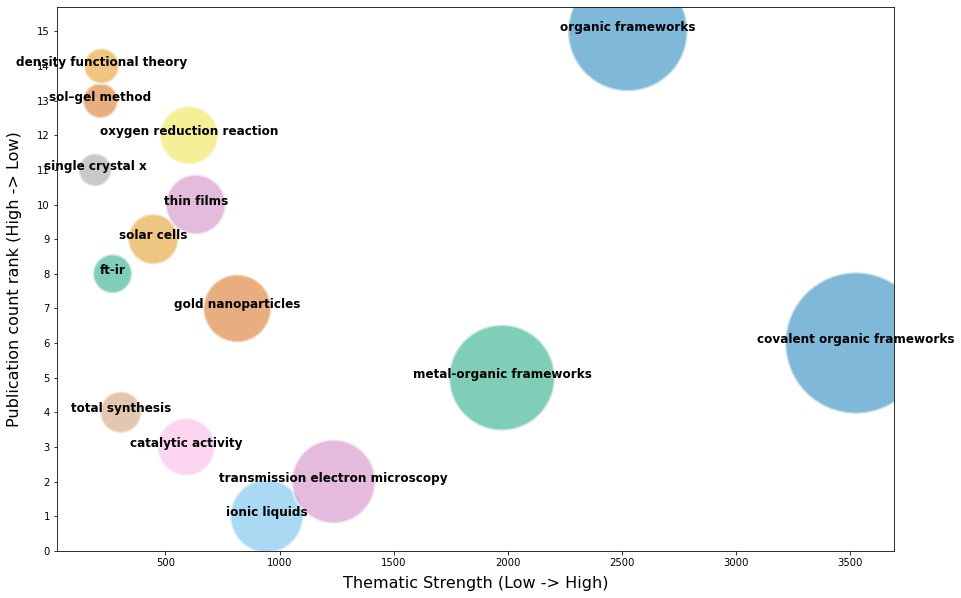 Publication count rank (High -> Low)
15
14
13
12
11
10
9
8
7
6
5
4
3
2
1
0
organic frameworks
density functional theory
sol–gel method
oxygen reduction reaction
single crystal x
thin films
solar cells
ft-ir
gold nanoparticles
covalent organic frameworks
metal–organic frameworks
total synthesis
catalytic activity
transmission electron microscopy
ionic liquids
500
1000
1500
2000
2500
3000
3500
Thematic Strength (Low -> High)